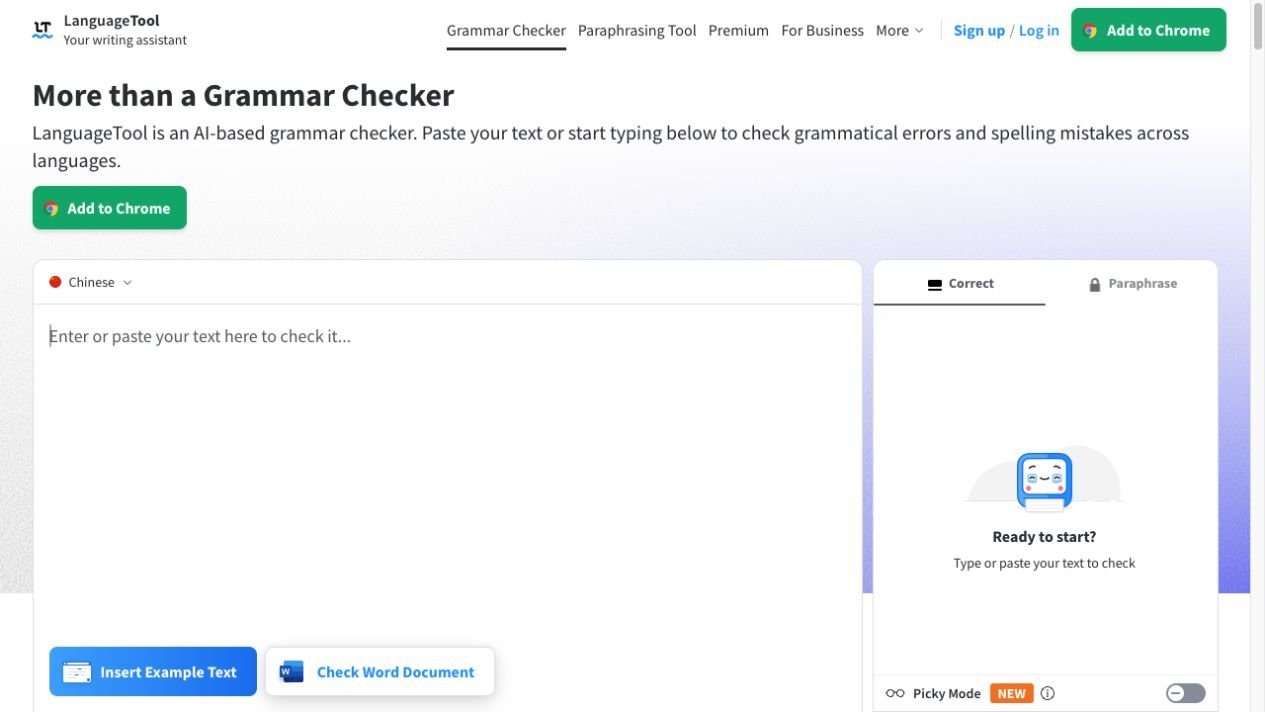 LanguageTool
Your writing assistant
Grammar Checker Paraphrasing Tool Premium For Business More Sign up / Log in Add to Chrome
More than a Grammar Checker
LanguageTool is an AI-based grammar checker. Paste your text or start typing below to check grammatical errors and spelling mistakes across
languages.
Add to Chrome
Chinese
Correct Paraphrase
Enter or paste your text here to check it...
Ready to start?
Type or paste your text to check
Insert Example Text Check Word Document
Picky Mode NEW